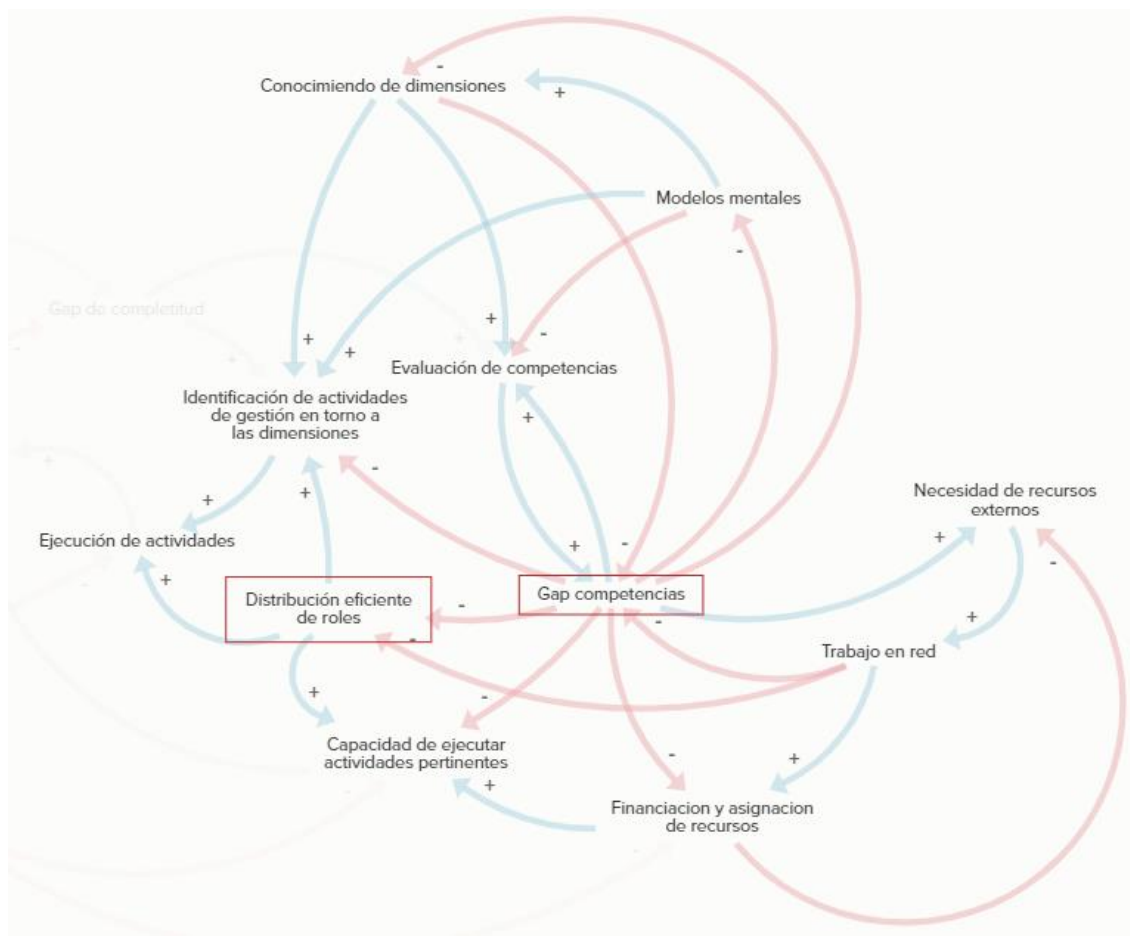 Conocimiendo de dimensiones
-
+
Modelos mentales
-
Gap de completitud
+
+
+
-
Evaluación de competencias
+
Identificación de actividades
de gestión en torno a
las dimensiones
-
+
+
Necesidad de recursos
externos
+
-
Ejecución de actividades
+
-
+
Gap competencias
Distribución eficiente
de roles
-
-
-
+
Trabajo en red
+
-
Capacidad de ejecutar
actividades pertinentes
-
+
+
Financiacion y asignacion
de recursos